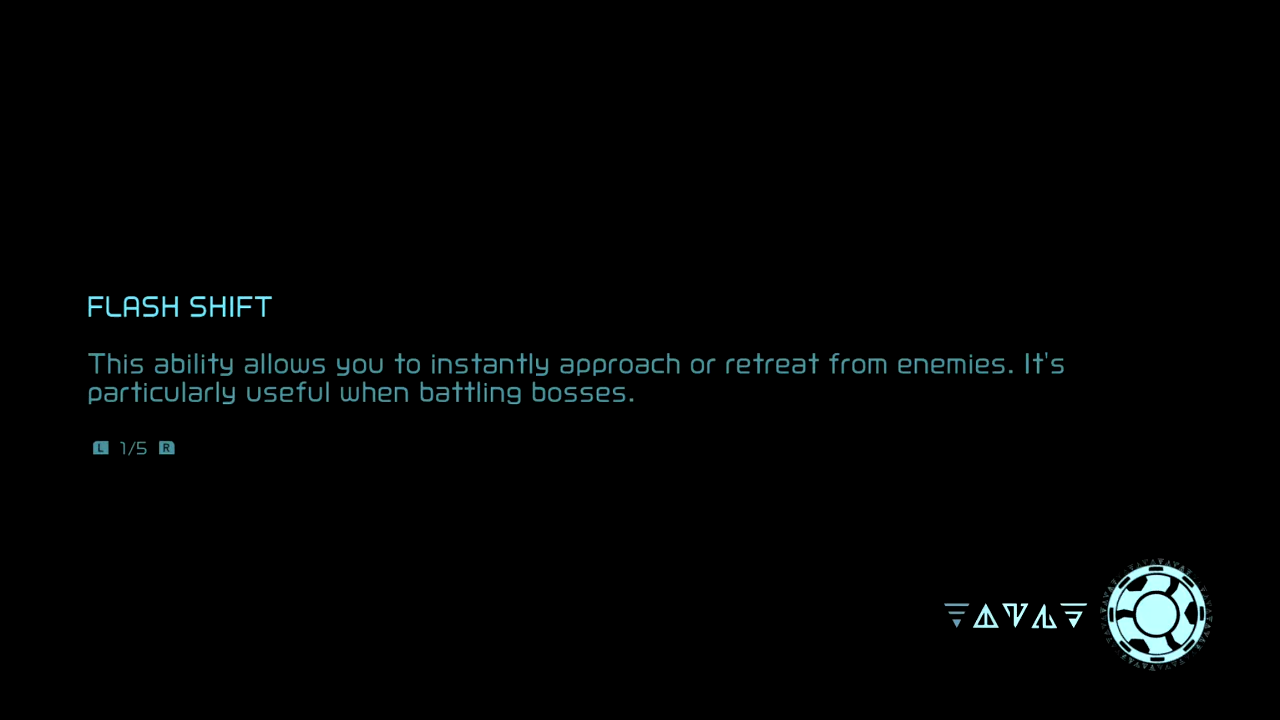 FLASH SHIFT
This ability allows you to instantly approach or retreat from enemies. It's
particularly useful when battling bosses.
L 1/5 R